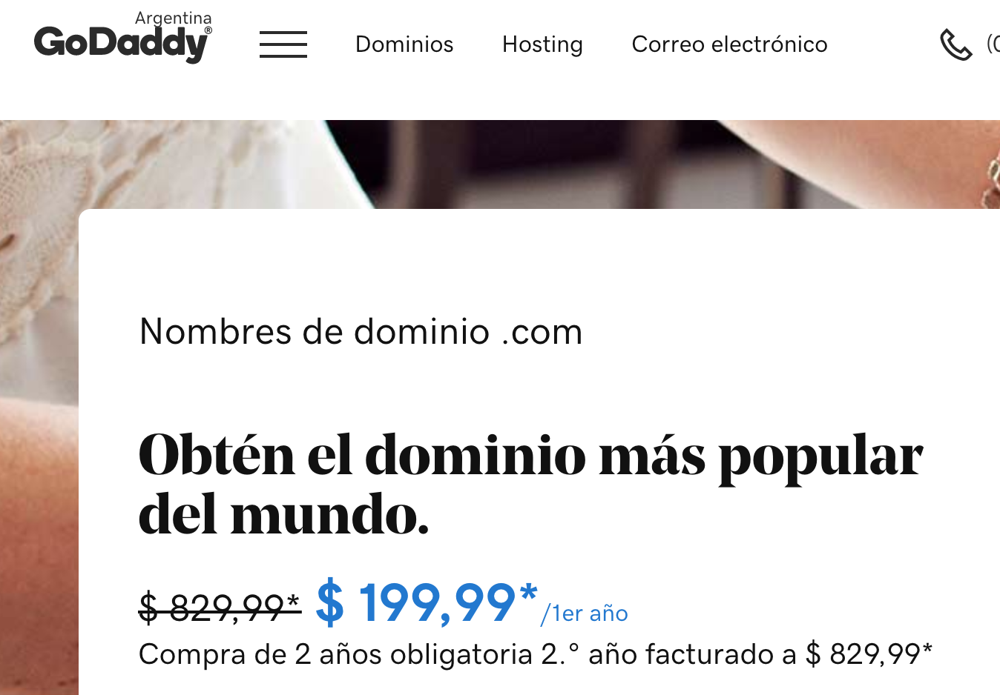 Argentina
GoDaddy®
Dominios Hosting Correo electrónico
Nombres de dominio .com
Obtén el dominio más popular
del mundo.
$ 829,99* $ 199,99* /1er año
Compra de 2 años obligatoria 2.° año facturado a $ 829,99*